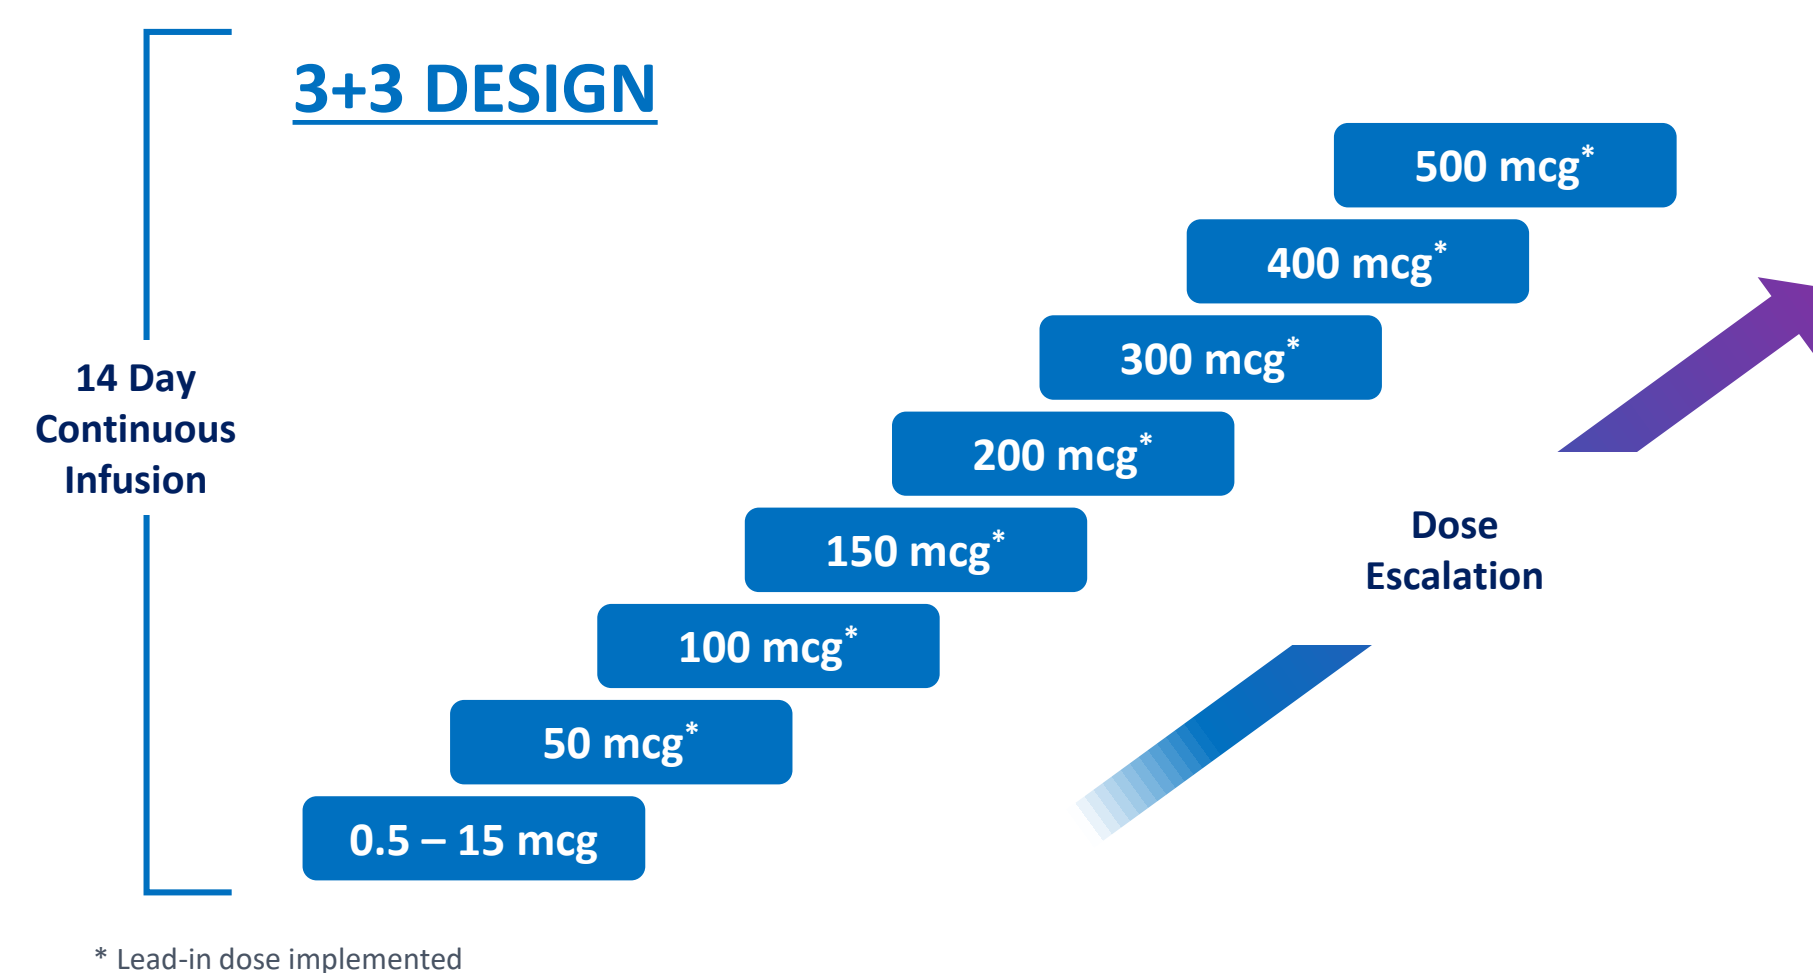 3+3 DESIGN
500 mcg*
400 mcg*
300 mcg*
200 mcg*
150 mcg*
100 mcg*
50 mcg*
0.5 – 15 mcg
14 Day
Continuous
Infusion
Dose
Escalation
* Lead-in dose implemented